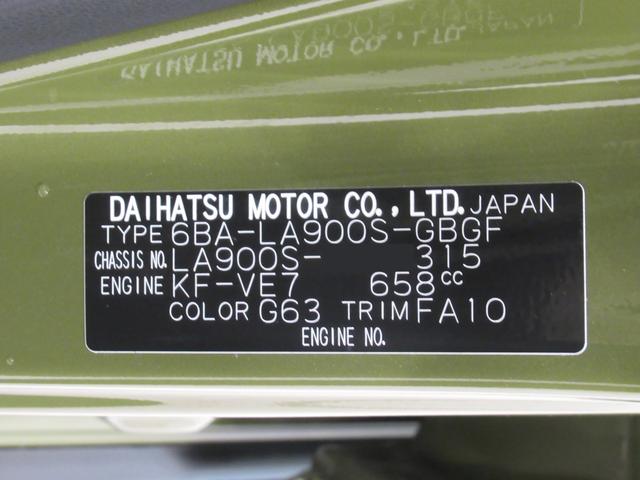 DAIHATSU MOTOR CO., LTD. JAPAN
TYPE 6BA-LA900S-GBGF
CHASSIS NO. LA900S- 315
ENGINE KF-VE7 658cc
COLOR G63 TRIM FA10
ENGINE NO.